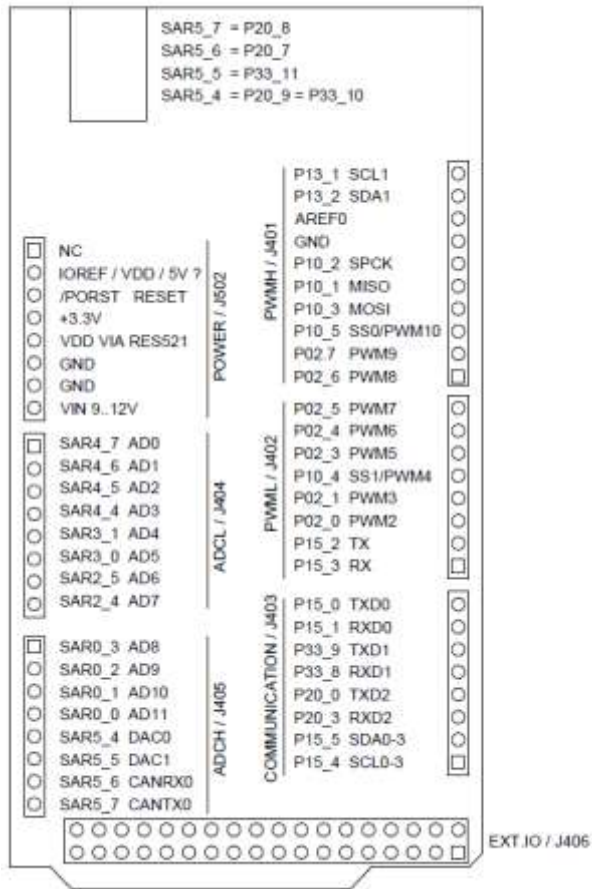 SAR5_7 = P20_8
SAR5_6 = P20_7
SAR5_5 = P33_11
SAR5_4 = P20_9 = P33_10
NC
IOREF / VDD / 5V ?
/PORST RESET
+3.3V
VDD VIA RES521
GND
GND
VIN 9..12V
POWER / J502
SAR4_7 AD0
SAR4_6 AD1
SAR4_5 AD2
SAR4_4 AD3
SAR3_1 AD4
SAR3_0 AD5
SAR2_5 AD6
SAR2_4 AD7
ADCL / J404
SAR0_3 AD8
SAR0_2 AD9
SAR0_1 AD10
SAR0_0 AD11
SAR5_4 DAC0
SAR5_5 DAC1
SAR5_6 CANRX0
SAR5_7 CANTX0
ADCH / J405
PWMH / J401
P13_1 SCL1
P13_2 SDA1
AREF0
GND
P10_2 SPCK
P10_1 MISO
P10_3 MOSI
P10_5 SS0/PWM10
P02.7 PWM9
P02_6 PWM8
PWML / J402
P02_5 PWM7
P02_4 PWM6
P02_3 PWM5
P10_4 SS1/PWM4
P02_1 PWM3
P02_0 PWM2
P15_2 TX
P15_3 RX
COMMUNICATION / J403
P15_0 TXD0
P15_1 RXD0
P33_9 TXD1
P33_8 RXD1
P20_0 TXD2
P20_3 RXD2
P15_5 SDA0-3
P15_4 SCL0-3
EXT.IO / J406